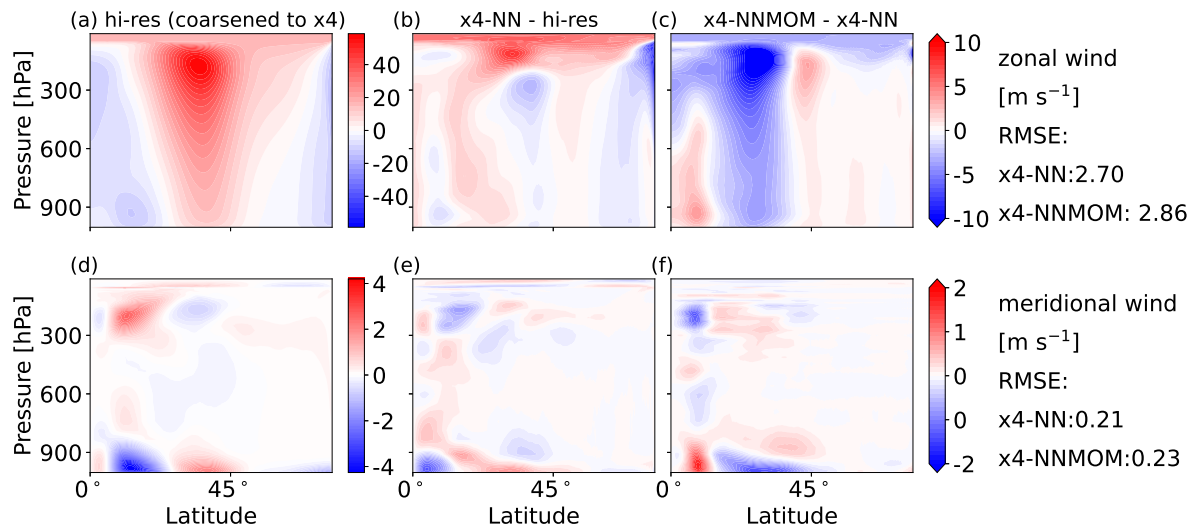 (a) hi-res (coarsened to x4)
(b) x4-NN - hi-res
(c) x4-NNMOM - x4-NN
Pressure [hPa]
300
600
900
45
40
20
0
-20
-40
10
5
0
-5
-10
zonal wind
[m s⁻¹]
RMSE:
x4-NN:2.70
x4-NNMOM: 2.86
(d)
(e)
(f)
Pressure [hPa]
300
600
900
0° 45°
Latitude
4
2
0
-2
-4
0° 45°
Latitude
0° 45°
Latitude
2
1
0
0
-2
meridional wind
[m s⁻¹]
RMSE:
x4-NN:0.21
x4-NNMOM:0.23